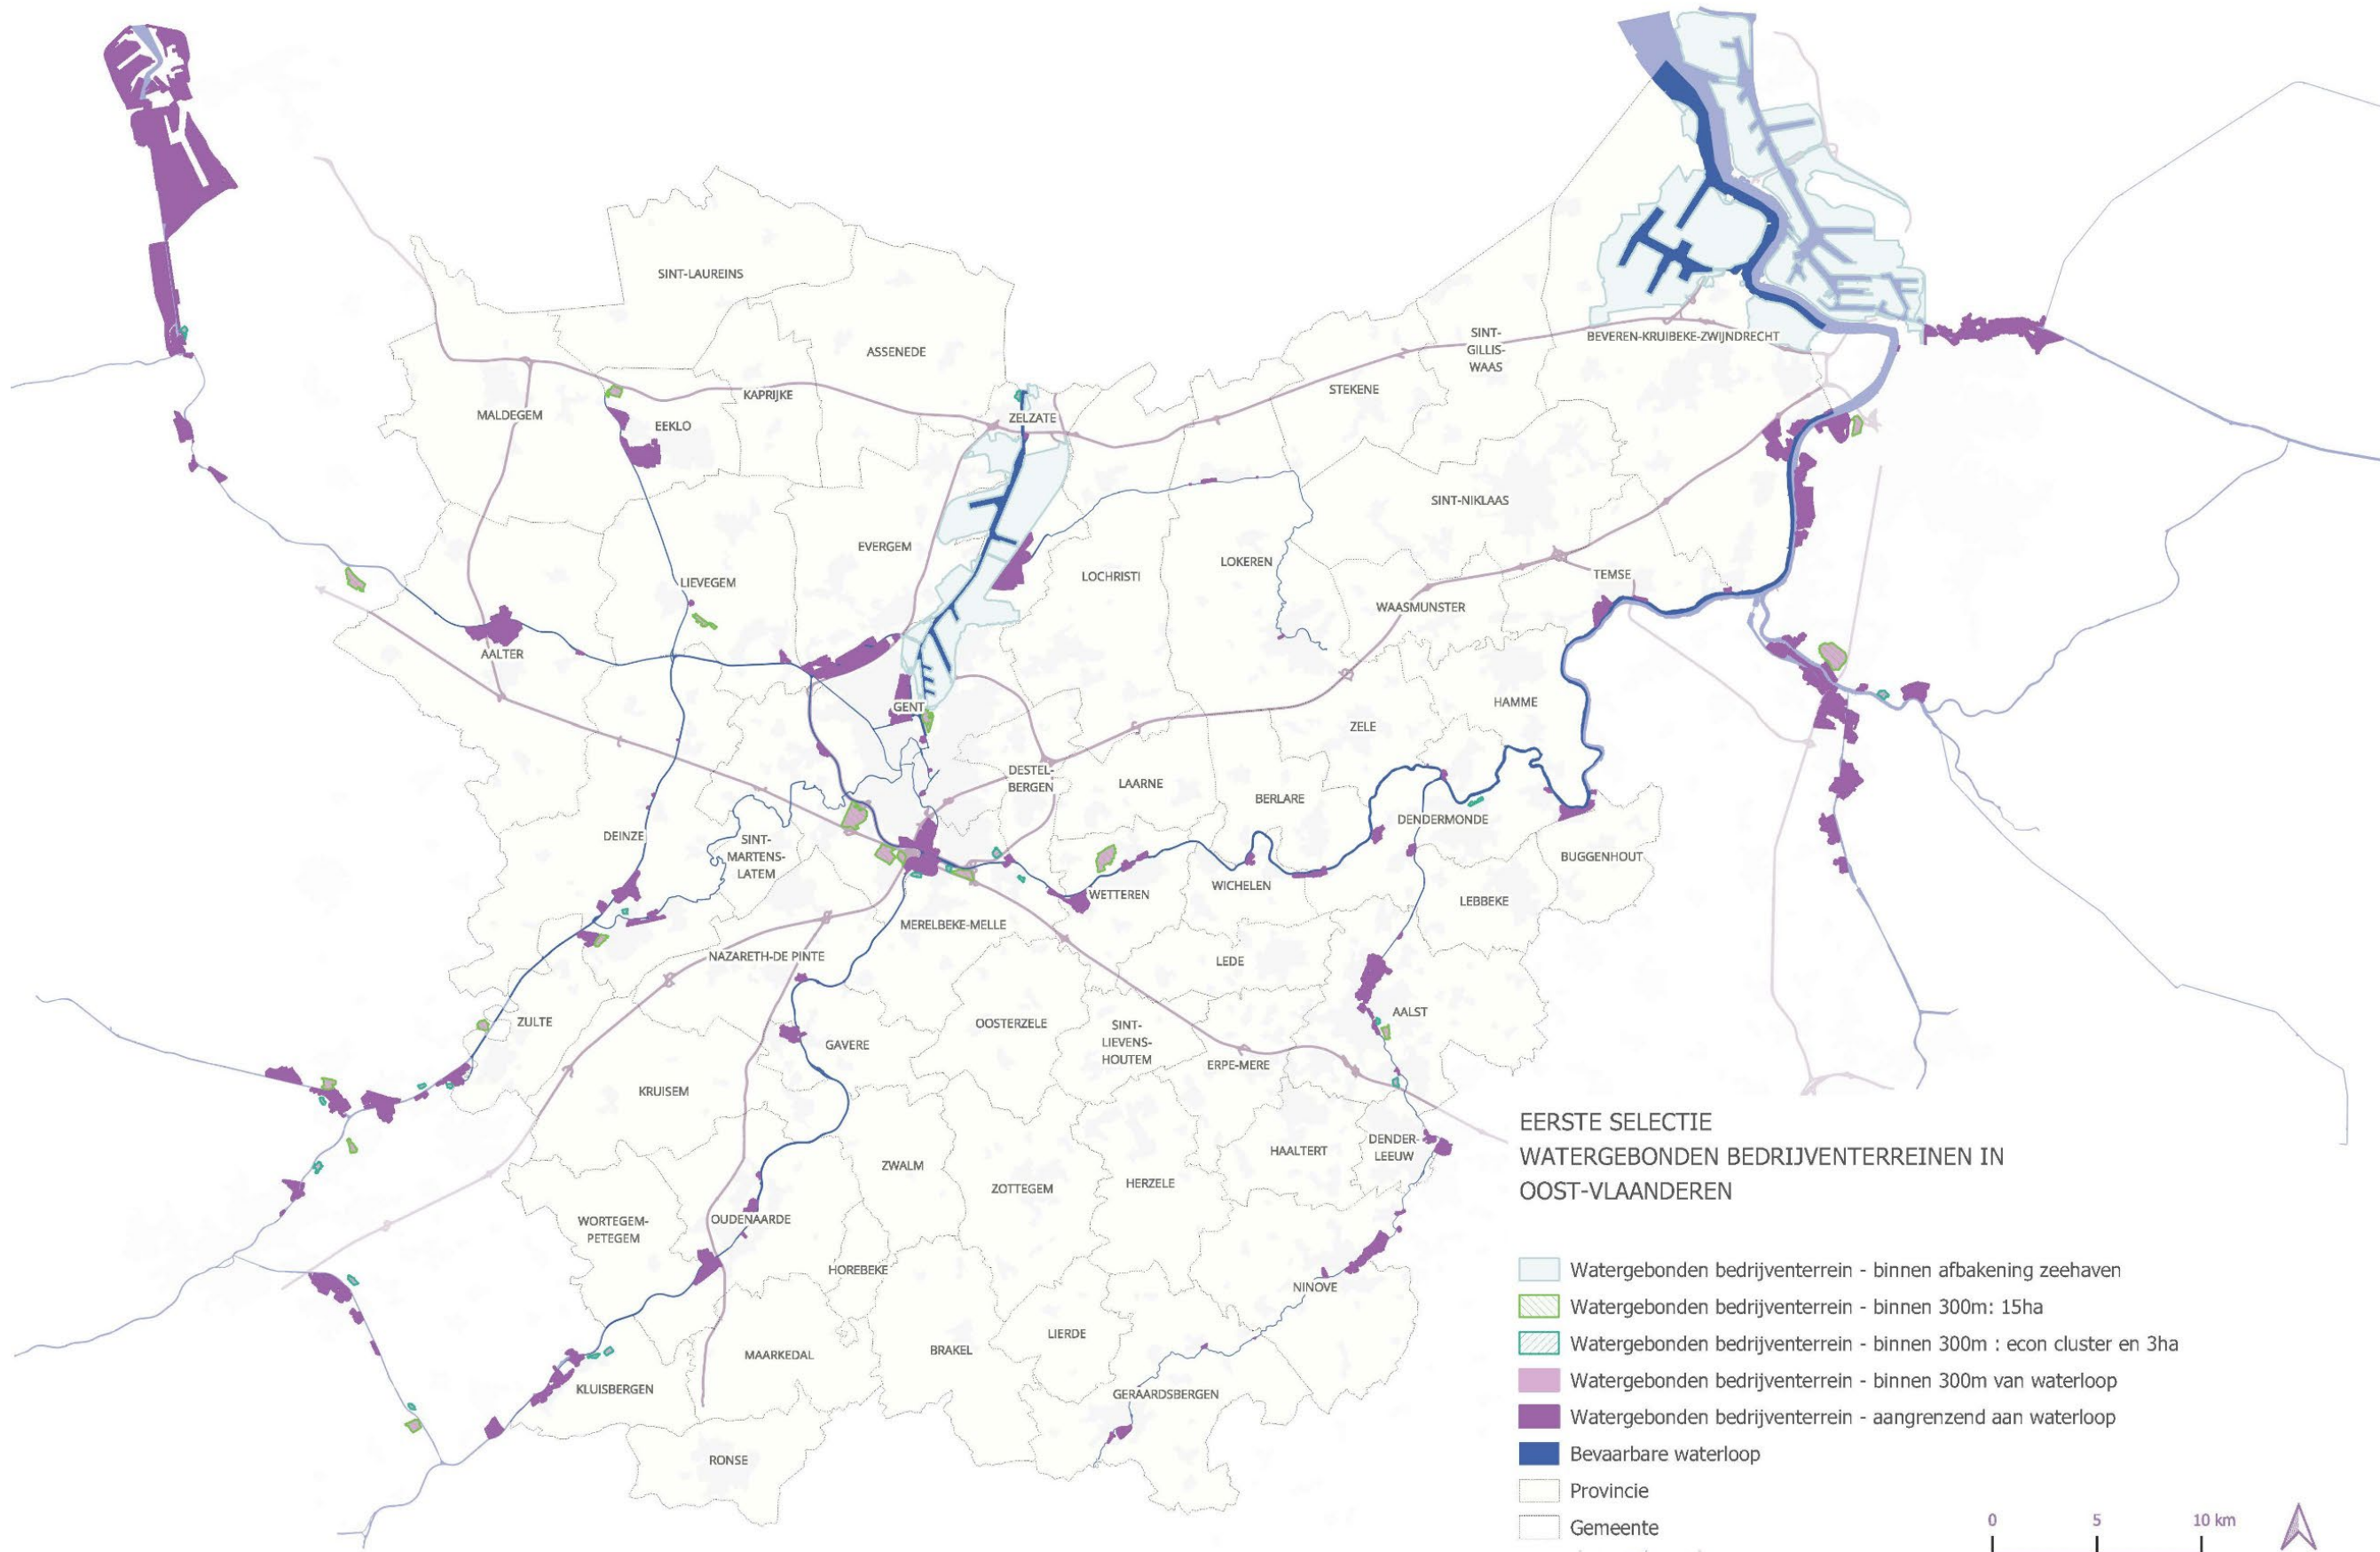 SINT-LAUREINS
ASSENEDE
MALDEGEM
EEKLO
KAPRIJKE
ZELZATE
STEKENE
SINT-
GILLIS-
WAAS
BEVEREN-KRUIBEKE-ZWIJNDRECHT
SINT-NIKLAAS
EVERGEM
LIEVEGEM
LOCHRISTI
LOKEREN
TEMSE
WAASMUNSTER
AALTER
GENT
HAMME
ZELE
DESTEL-
BERGEN
LAARNE
BERLARE
DENDERMONDE
DEINZE
SINT-
MARTENS-
LATEM
BUGGENHOUT
WETTEREN
WICHELEN
LEBBEKE
MERELBEKE-MELLE
NAZARETH-DE PINTE
LEDE
ZULTE
OOSTERZELE
SINT-
LIEVENS-
HOUTEM
AALST
GAVERE
ERPE-MERE
KRUISEM
HAALTERT
DENDER-
LEEUW
ZWALM
ZOTTEGEM
HERZELE
WORTEGEM-
PETEGEM
OUDENAARDE
HOREBEKE
NINOVE
LIERDE
MAARKEDAL
BRAKEL
KLUISBERGEN
GERAARDSBERGEN
RONSE
EERSTE SELECTIE
WATERGEBONDEN BEDRIJVENTERREINEN IN
OOST-VLAANDEREN
Watergebonden bedrijventerrein - binnen afbakening zeehaven
Watergebonden bedrijventerrein - binnen 300m: 15ha
Watergebonden bedrijventerrein - binnen 300m : econ cluster en 3ha
Watergebonden bedrijventerrein - binnen 300m van waterloop
Watergebonden bedrijventerrein - aangrenzend aan waterloop
Bevaarbare waterloop
Provincie
Gemeente
0 5 10 km